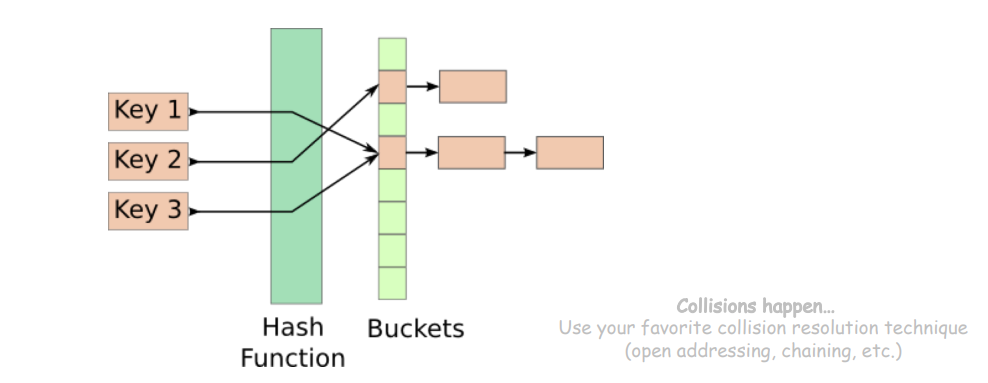 Key 1
Key 2
Key 3
Hash
Function
Buckets
Collisions happen...
Use your favorite collision resolution technique
(open addressing, chaining, etc.)